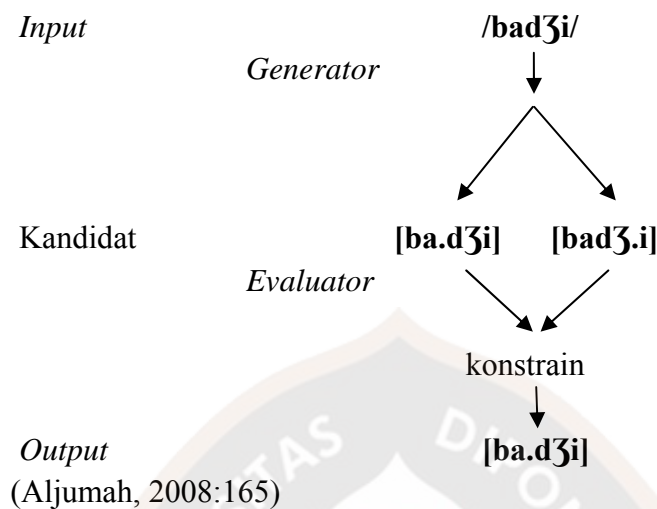 Input /badƷi/
Generator
Kandidat [ba.dƷi] [badƷ.i]
Evaluator
konstrain
Output [ba.dƷi]
(Aljumah, 2008:165)